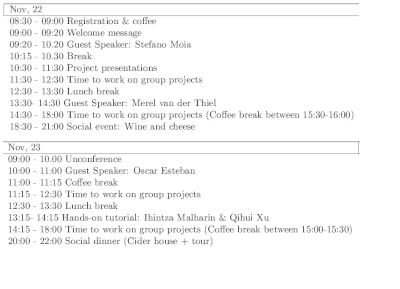 Nov, 22
08:30 - 09:00 Registration & coffee
09:00 - 09:20 Welcome message
09:20 - 10.20 Guest Speaker: Stefano Moia
10:15 - 10.30 Break
10:30 - 11:30 Project presentations
11:30 - 12:30 Time to work on group projects
12:30 - 13:30 Lunch break
13:30- 14:30 Guest Speaker: Merel van der Thiel
14:30 - 18:00 Time to work on group projects (Coffee break between 15:30-16:00)
18:30 - 21:00 Social event: Wine and cheese
Nov, 23
09:00 - 10.00 Unconference
10:00 - 11:00 Guest Speaker: Oscar Esteban
11:00 - 11:15 Coffee break
11:15 - 12:30 Time to work on group projects
12:30 - 13:30 Lunch break
13:15- 14:15 Hands-on tutorial: Ihintza Malharin & Qihui Xu
14:15 - 18:00 Time to work on group projects (Coffee break between 15:00-15:30)
20:00 - 22:00 Social dinner (Cider house + tour)